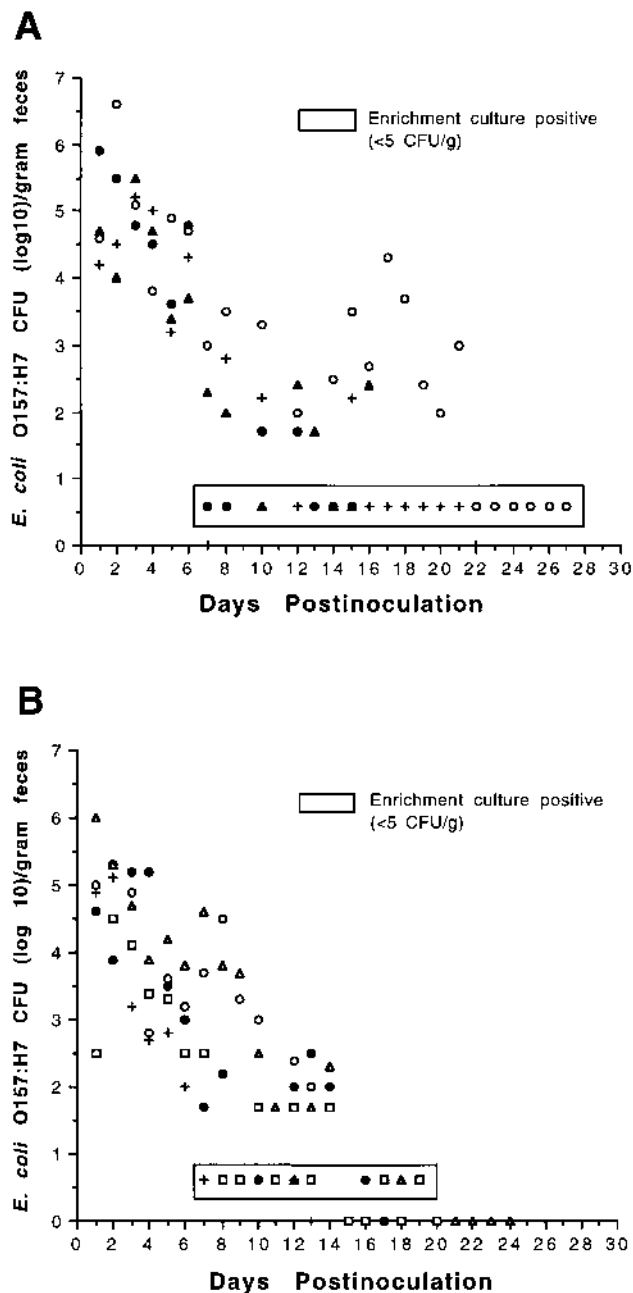 A
E. coli O157:H7 CFU (log10)/gram feces
7
6
5
4
3
2
1
0
Enrichment culture positive
(<5 CFU/g)
0 2 4 6 8 10 12 14 16 18 20 22 24 26 28 30
Days Postinoculation
B
E. coli O157:H7 CFU (log 10)/gram feces
7
6
5
4
3
2
1
0
Enrichment culture positive
(<5 CFU/g)
0 2 4 6 8 10 12 14 16 18 20 22 24 26 28 30
Days Postinoculation